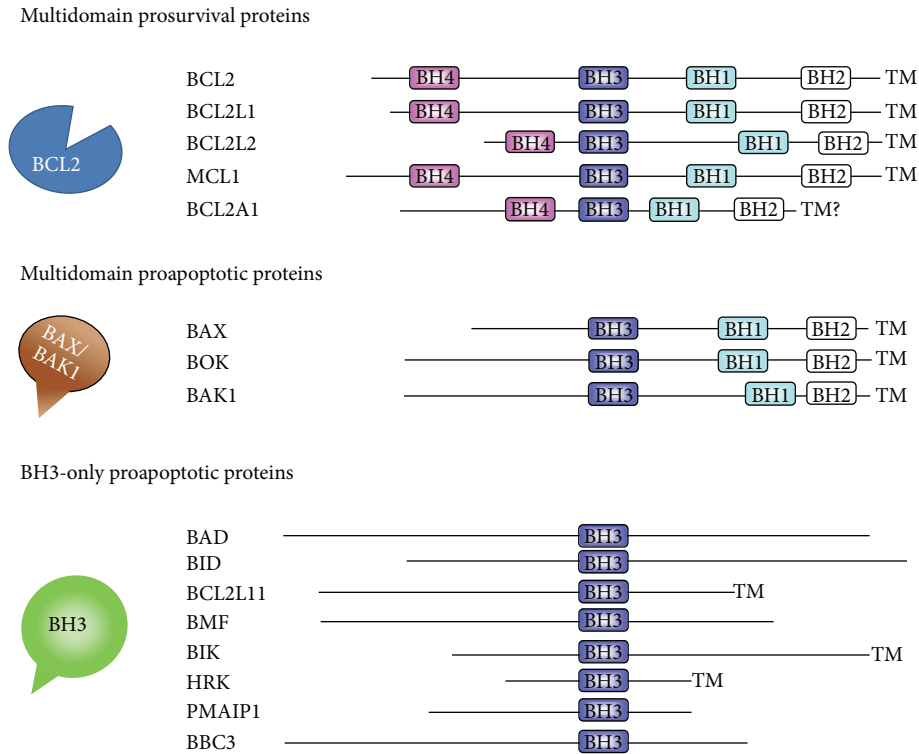 Multidomain prosurvival proteins
BCL2
BCL2 BH4 BH3 BH1 BH2 TM
BCL2L1 BH4 BH3 BH1 BH2 TM
BCL2L2 BH4 BH3 BH1 BH2 TM
MCL1 BH4 BH3 BH1 BH2 TM
BCL2A1 BH4 BH3 BH1 BH2 TM?
Multidomain proapoptotic proteins
BAX/
BAK1
BAX BH3 BH1 BH2 TM
BOK BH3 BH1 BH2 TM
BAK1 BH3 BH1 BH2 TM
BH3-only proapoptotic proteins
BH3
BAD BH3
BID BH3
BCL2L11 BH3 TM
BMF BH3
BIK BH3 TM
HRK BH3 TM
PMAIP1 BH3
BBC3 BH3